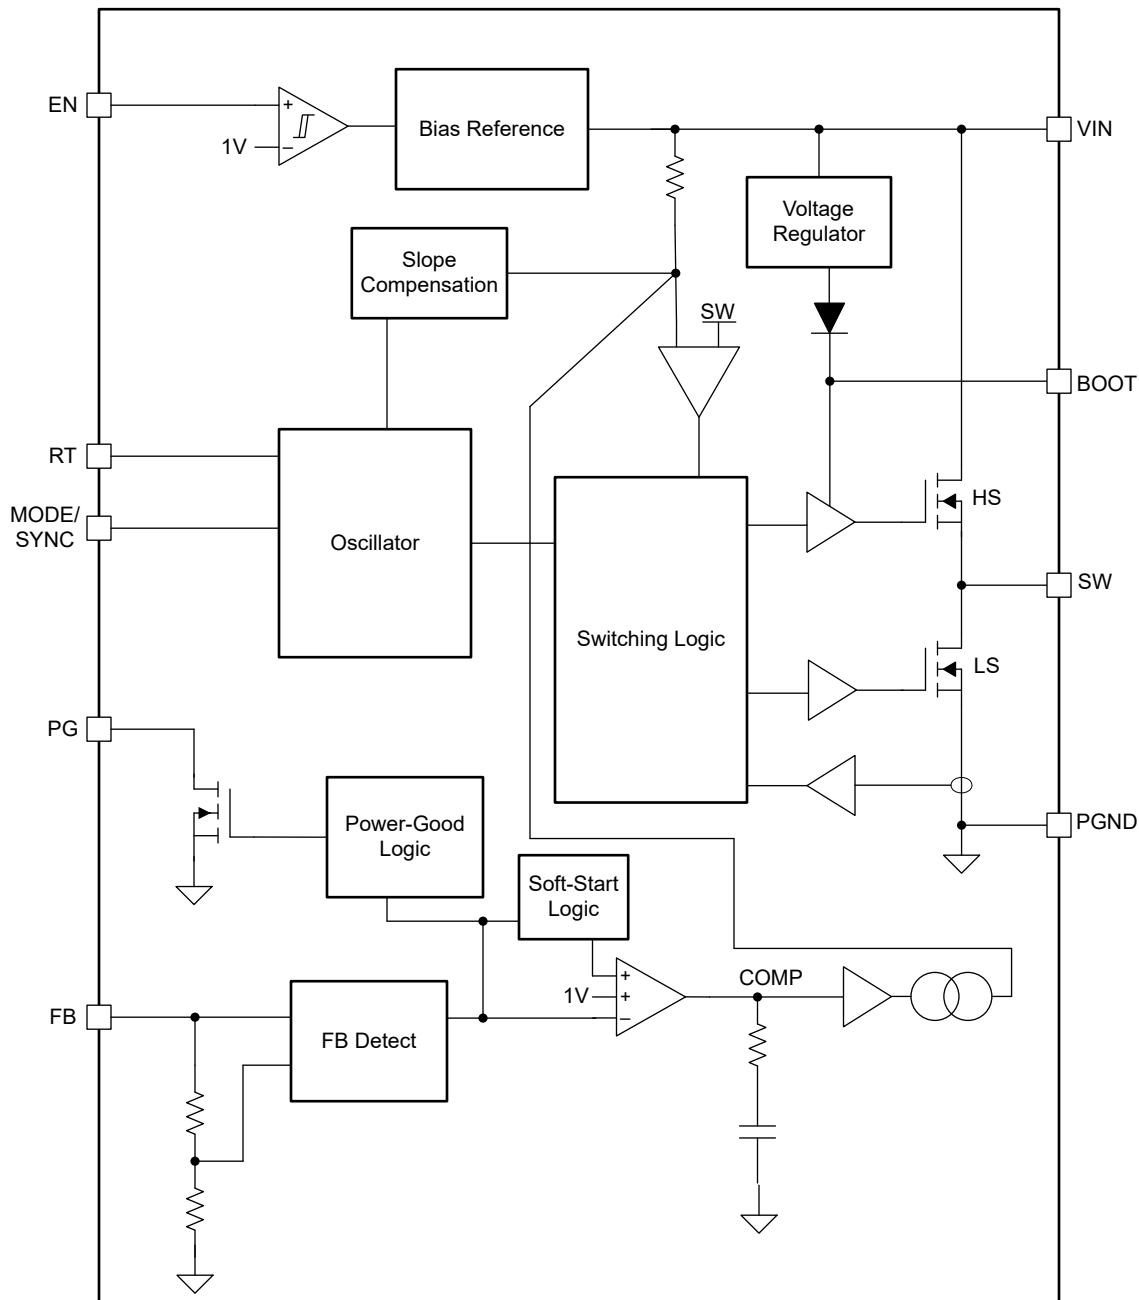 EN
+
1V
−
Bias Reference
VIN
Voltage
Regulator
Slope
Compensation
SW
BOOT
RT
MODE/
SYNC
Oscillator
Switching Logic
HS
SW
LS
PG
Power-Good
Logic
PGND
Soft-Start
Logic
+
1V
+
−
COMP
FB
FB Detect